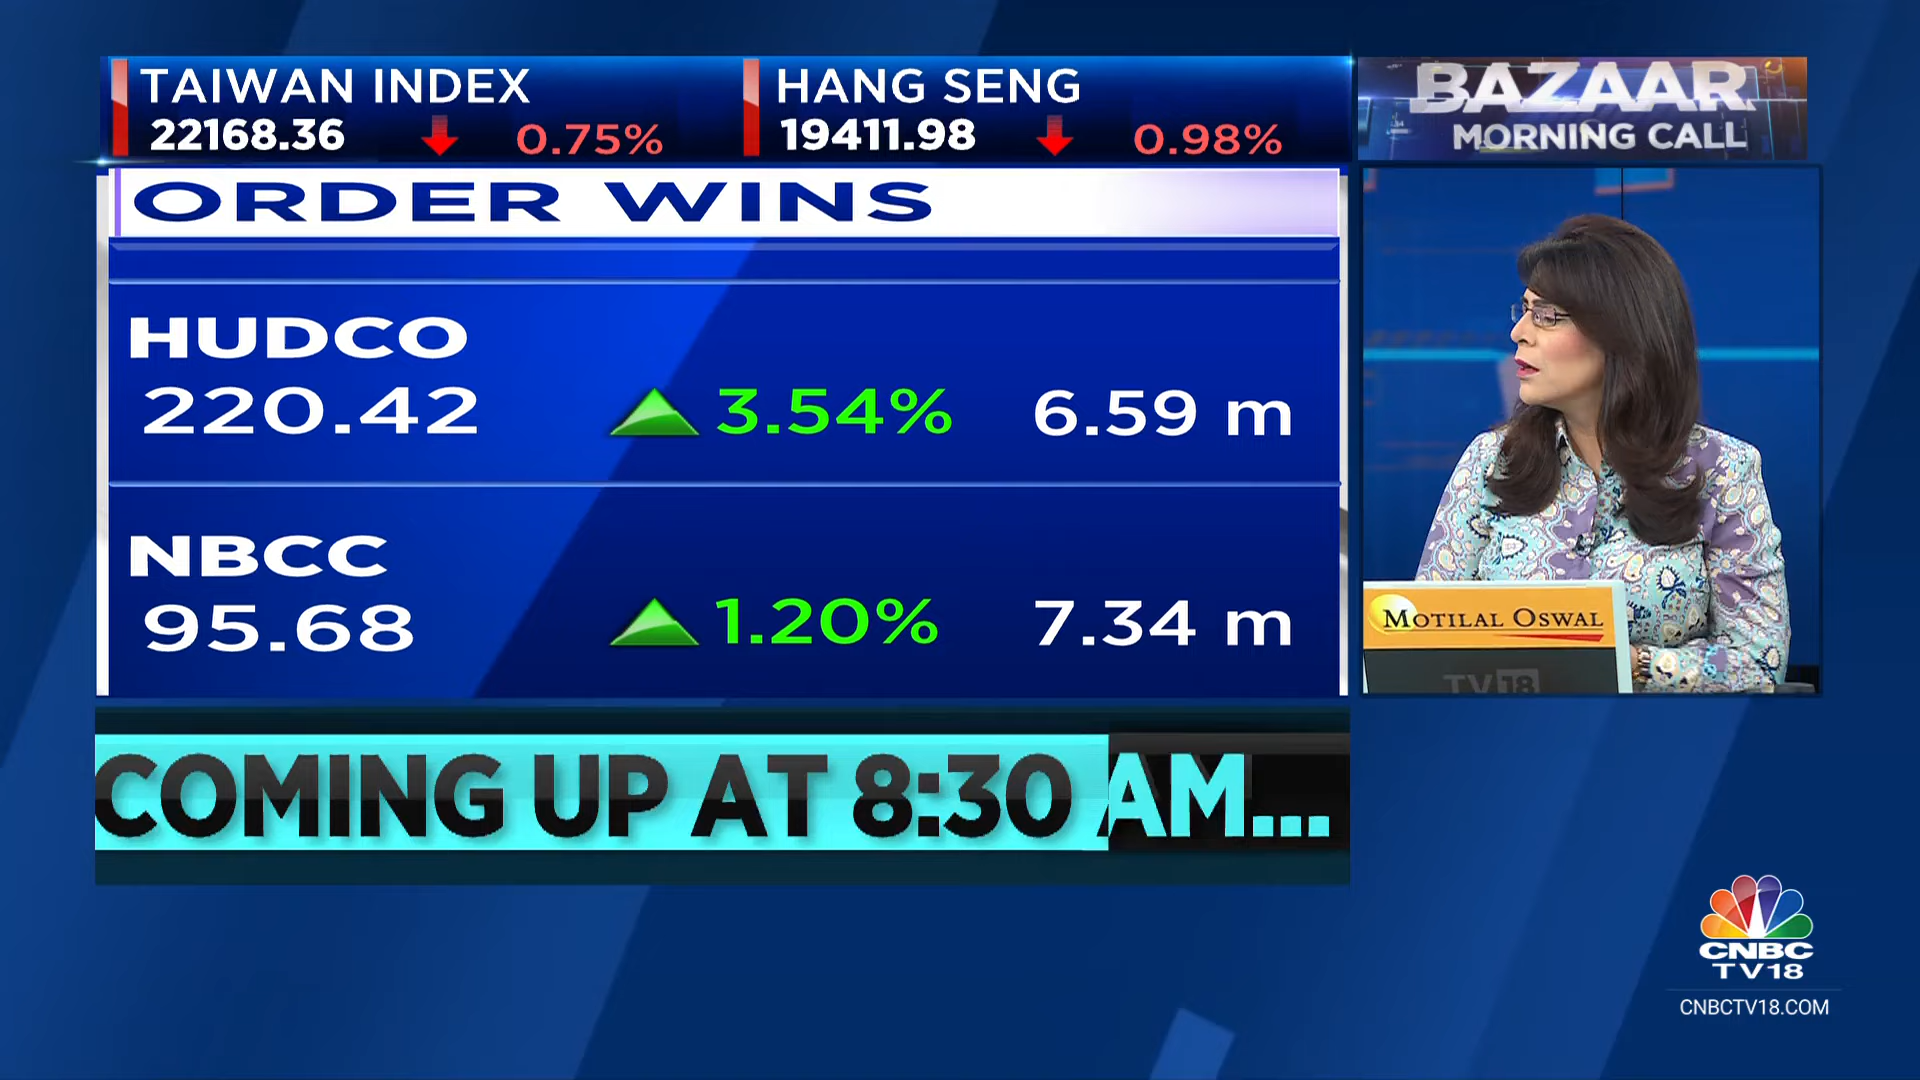 TAIWAN INDEX
22168.36 0.75%
HANG SENG
19411.98 0.98%
BAZAAR
MORNING CALL
ORDER WINS
HUDCO
220.42 3.54% 6.59 m
NBCC
95.68 1.20% 7.34 m
MOTILAL OSWAL
TV18
COMING UP AT 8:30 AM...
CNBC
TV18
CNBCTV18.COM